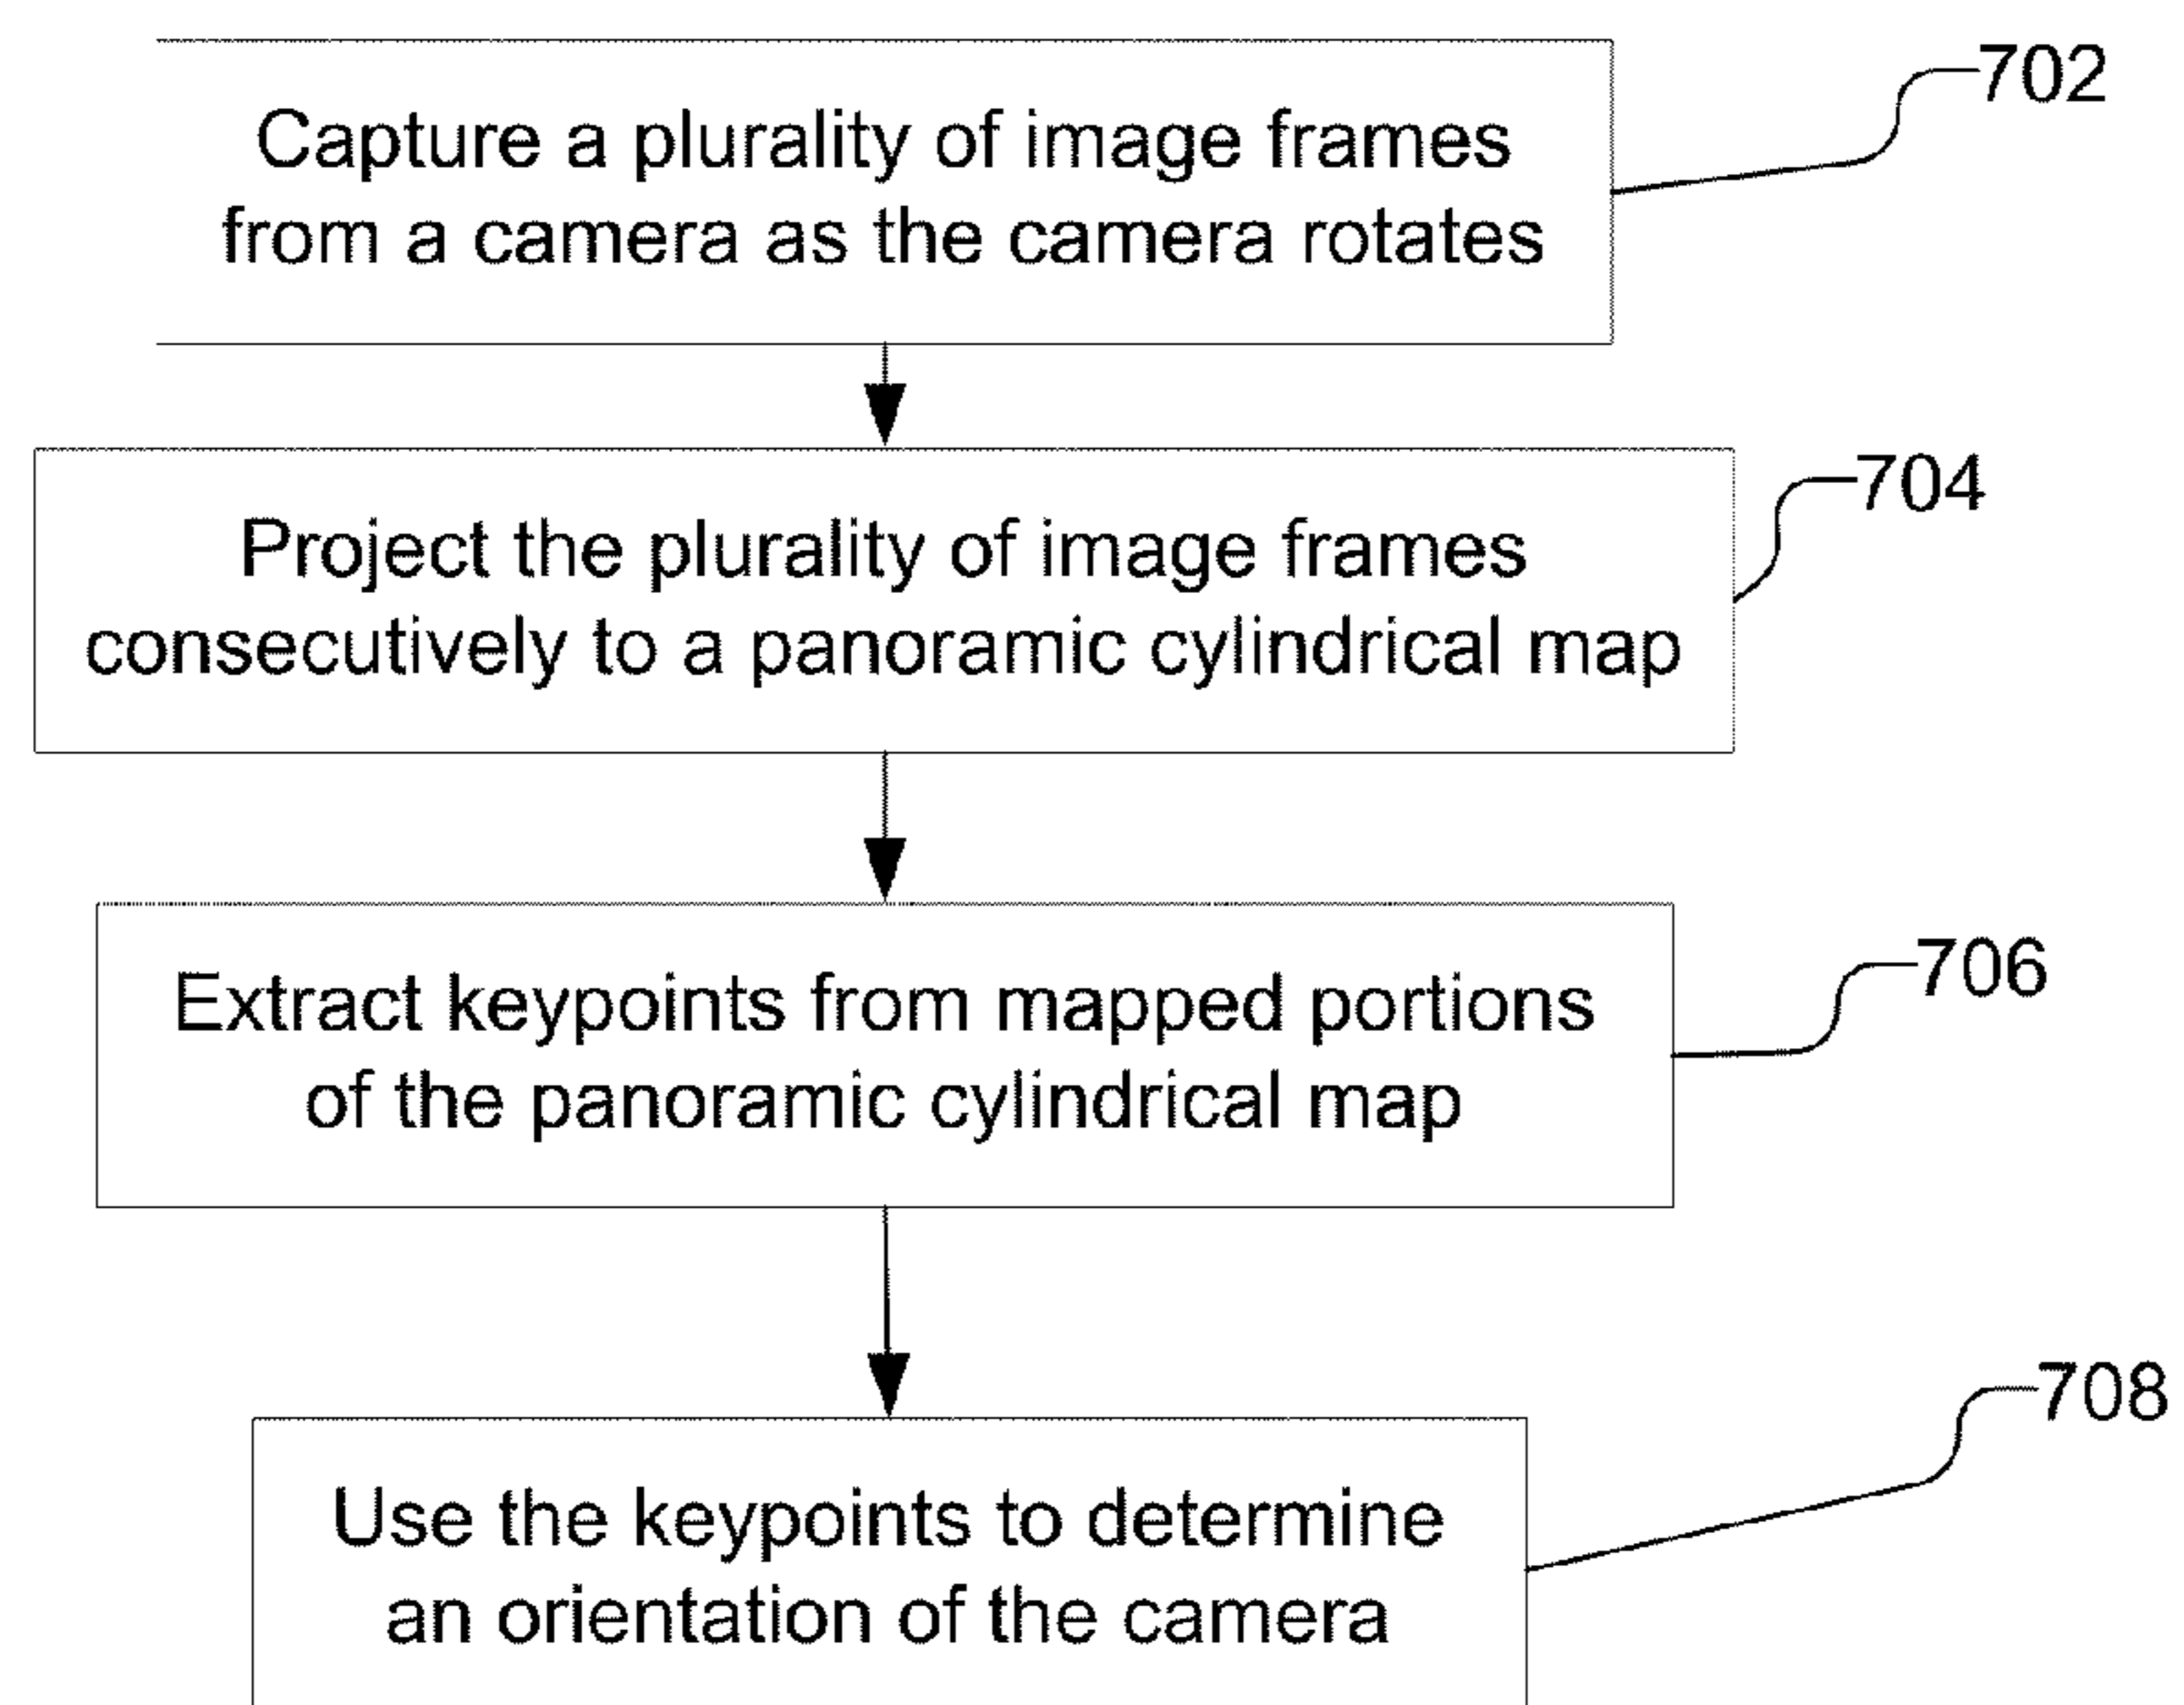 Capture a plurality of image frames
from a camera as the camera rotates
702
Project the plurality of image frames
consecutively to a panoramic cylindrical map
704
Extract keypoints from mapped portions
of the panoramic cylindrical map
706
Use the keypoints to determine
an orientation of the camera
708